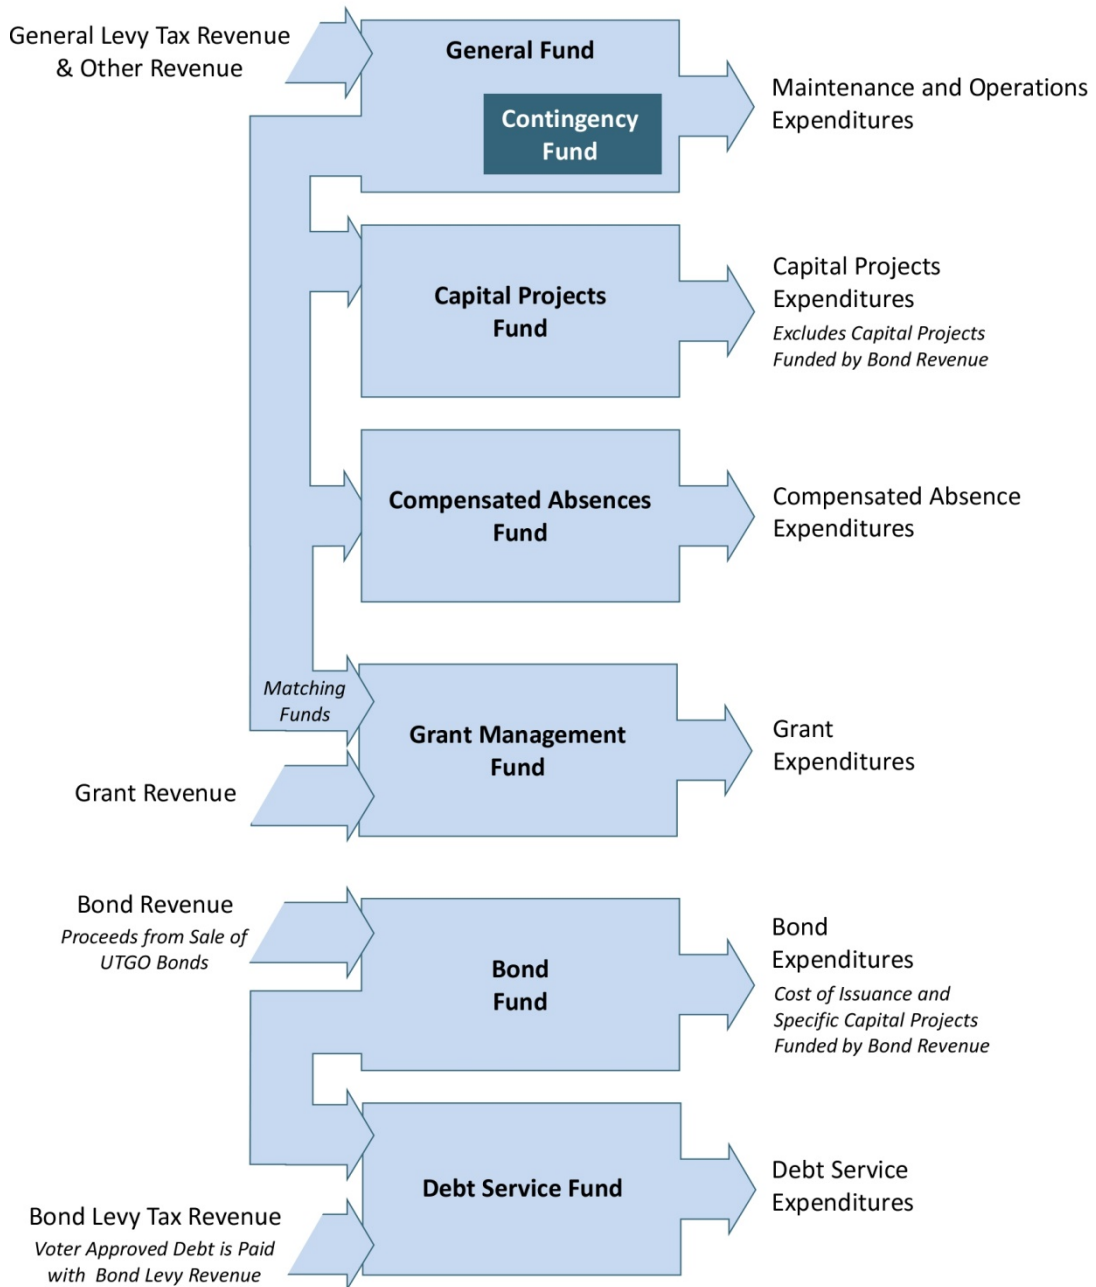 General Levy Tax Revenue
& Other Revenue
General Fund
Contingency
Fund
Maintenance and Operations
Expenditures
Capital Projects
Fund
Capital Projects
Expenditures
Excludes Capital Projects
Funded by Bond Revenue
Compensated Absences
Fund
Compensated Absence
Expenditures
Matching
Funds
Grant Management
Fund
Grant
Expenditures
Grant Revenue
Bond Revenue
Proceeds from Sale of
UTGO Bonds
Bond
Fund
Bond
Expenditures
Cost of Issuance and
Specific Capital Projects
Funded by Bond Revenue
Debt Service Fund
Debt Service
Expenditures
Bond Levy Tax Revenue
Voter Approved Debt is Paid
with Bond Levy Revenue